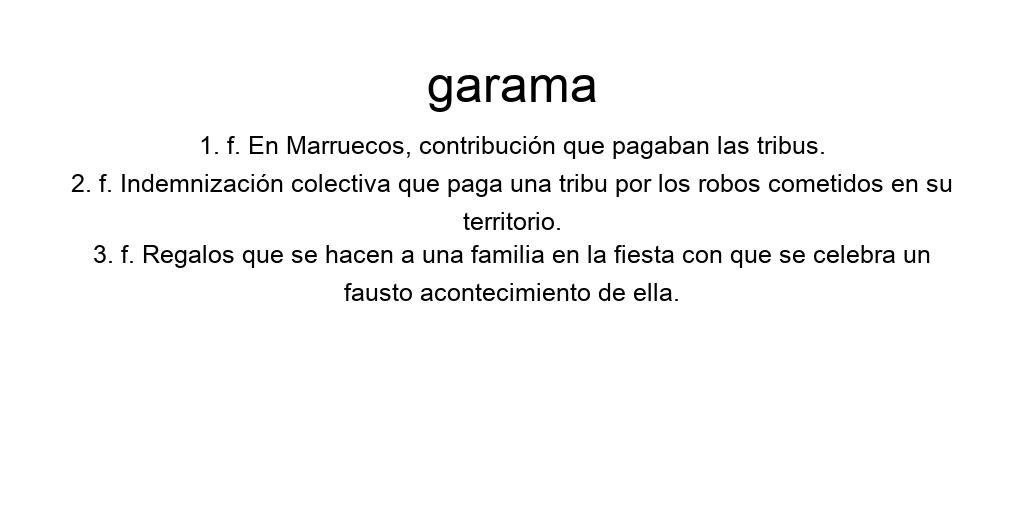 garama
1. f. En Marruecos, contribución que pagaban las tribus.
2. f. Indemnización colectiva que paga una tribu por los robos cometidos en su
territorio.
3. f. Regalos que se hacen a una familia en la fiesta con que se celebra un
fausto acontecimiento de ella.